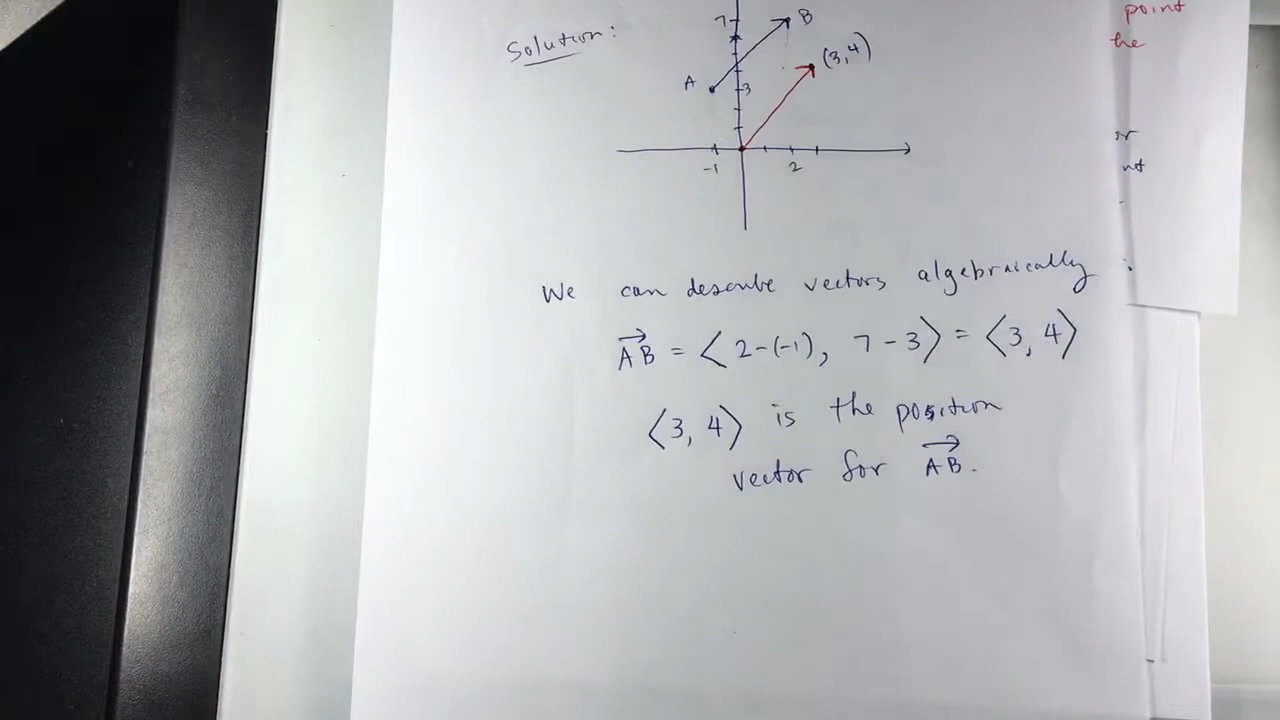 point
the
Solution:
7
B
(3,4)
A
3
-1
2
nt
We can describe vectors algebraically :
AB = ⟨2-(-1), 7-3⟩ = ⟨3, 4⟩
⟨3, 4⟩ is the position
vector for AB.